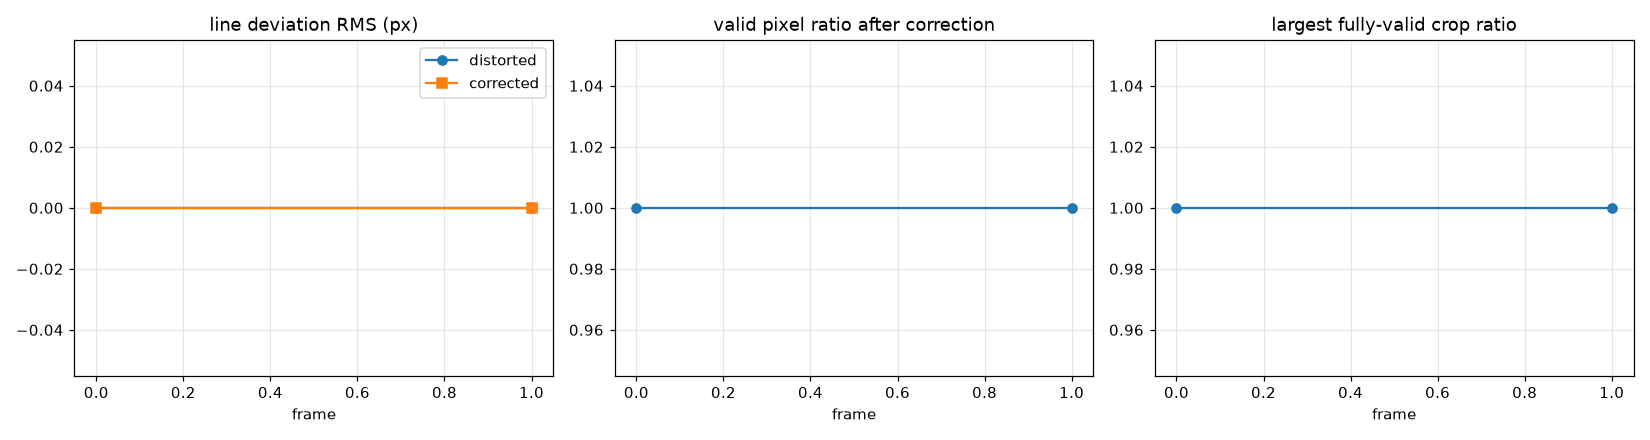 line deviation RMS (px)
distorted
corrected
0.04
0.02
0.00
−0.02
−0.04
0.0 0.2 0.4 0.6 0.8 1.0
frame
valid pixel ratio after correction
1.04
1.02
1.00
0.98
0.96
0.0 0.2 0.4 0.6 0.8 1.0
frame
largest fully-valid crop ratio
1.04
1.02
1.00
0.98
0.96
0.0 0.2 0.4 0.6 0.8 1.0
frame